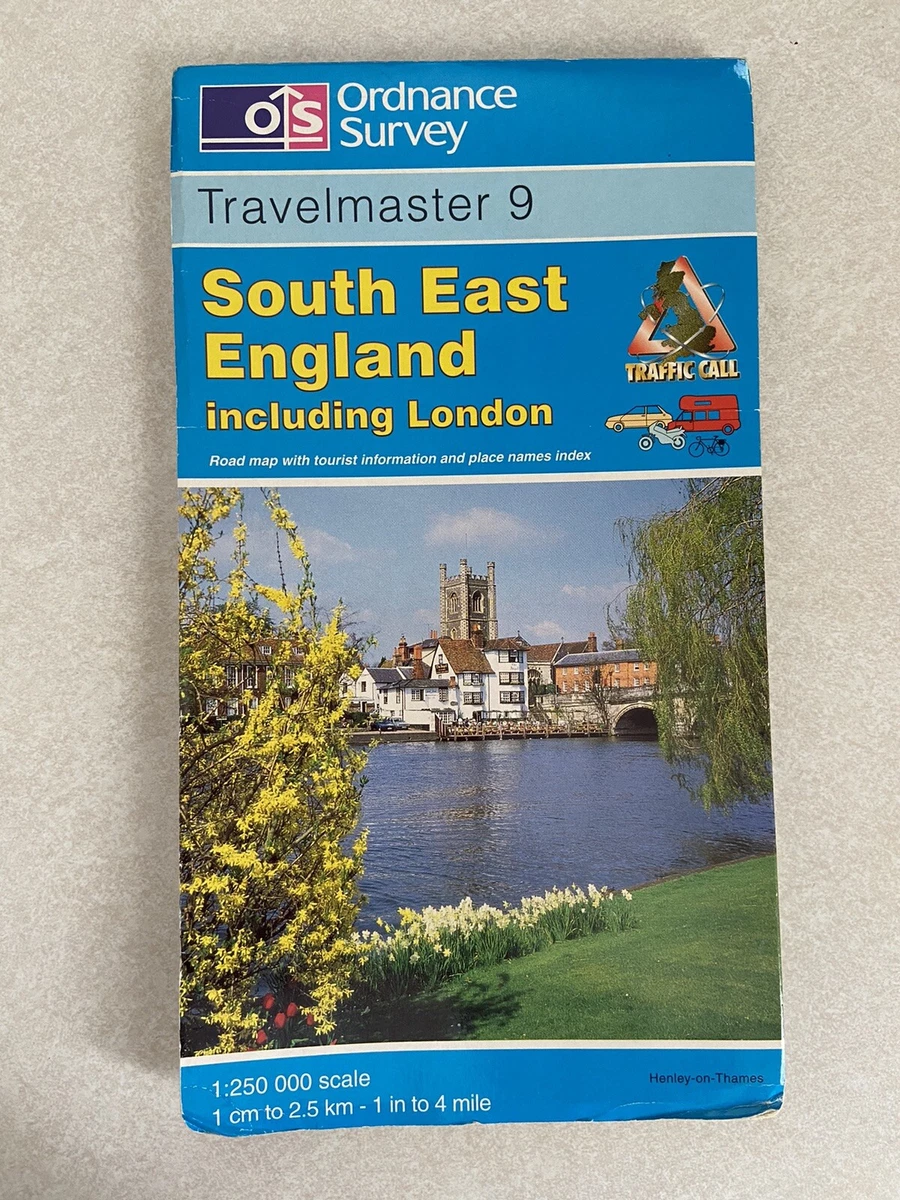 OS
Ordnance
Survey
Travelmaster 9
South East
England
including London
TRAFFIC CALL
Road map with tourist information and place names index
1:250 000 scale
1 cm to 2.5 km - 1 in to 4 mile
Henley-on-Thames